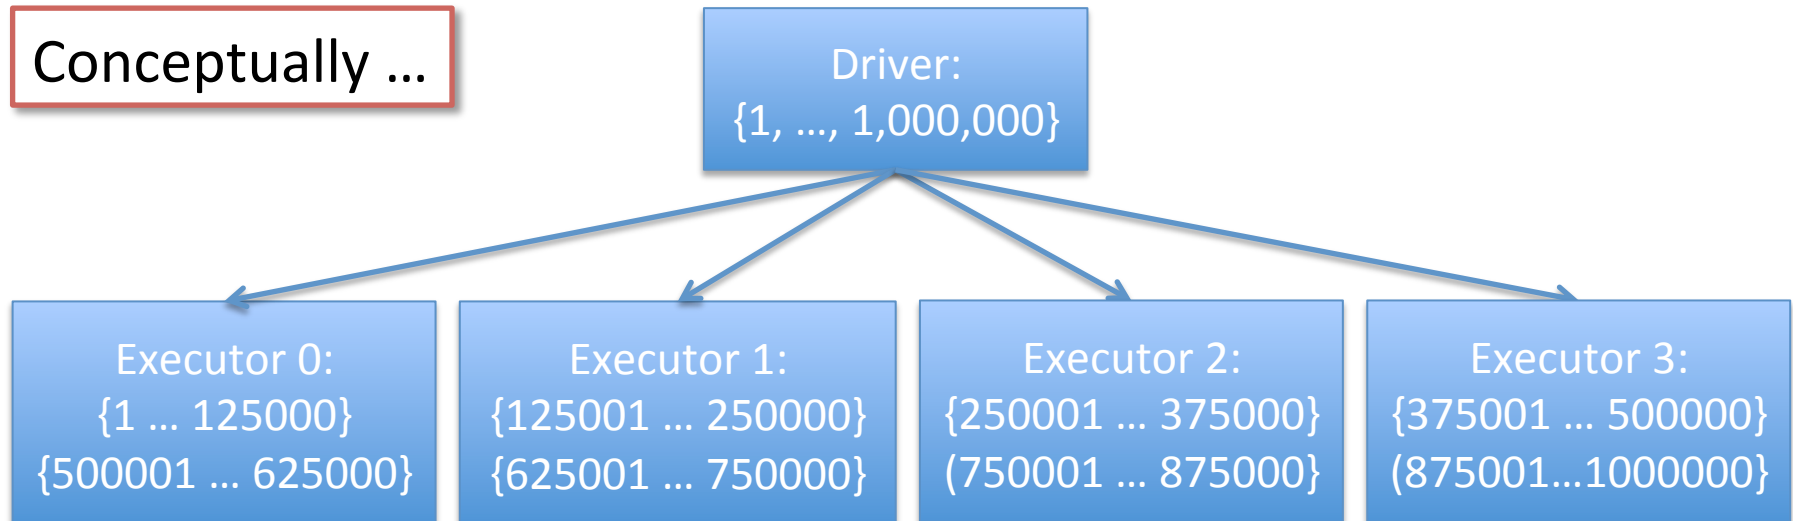 Conceptually …
Driver:
{1, …, 1,000,000}
Executor 0:
{1 … 125000}
{500001 … 625000}
Executor 1:
{125001 … 250000}
{625001 … 750000}
Executor 2:
{250001 … 375000}
(750001 … 875000}
Executor 3:
{375001 … 500000}
(875001…1000000}